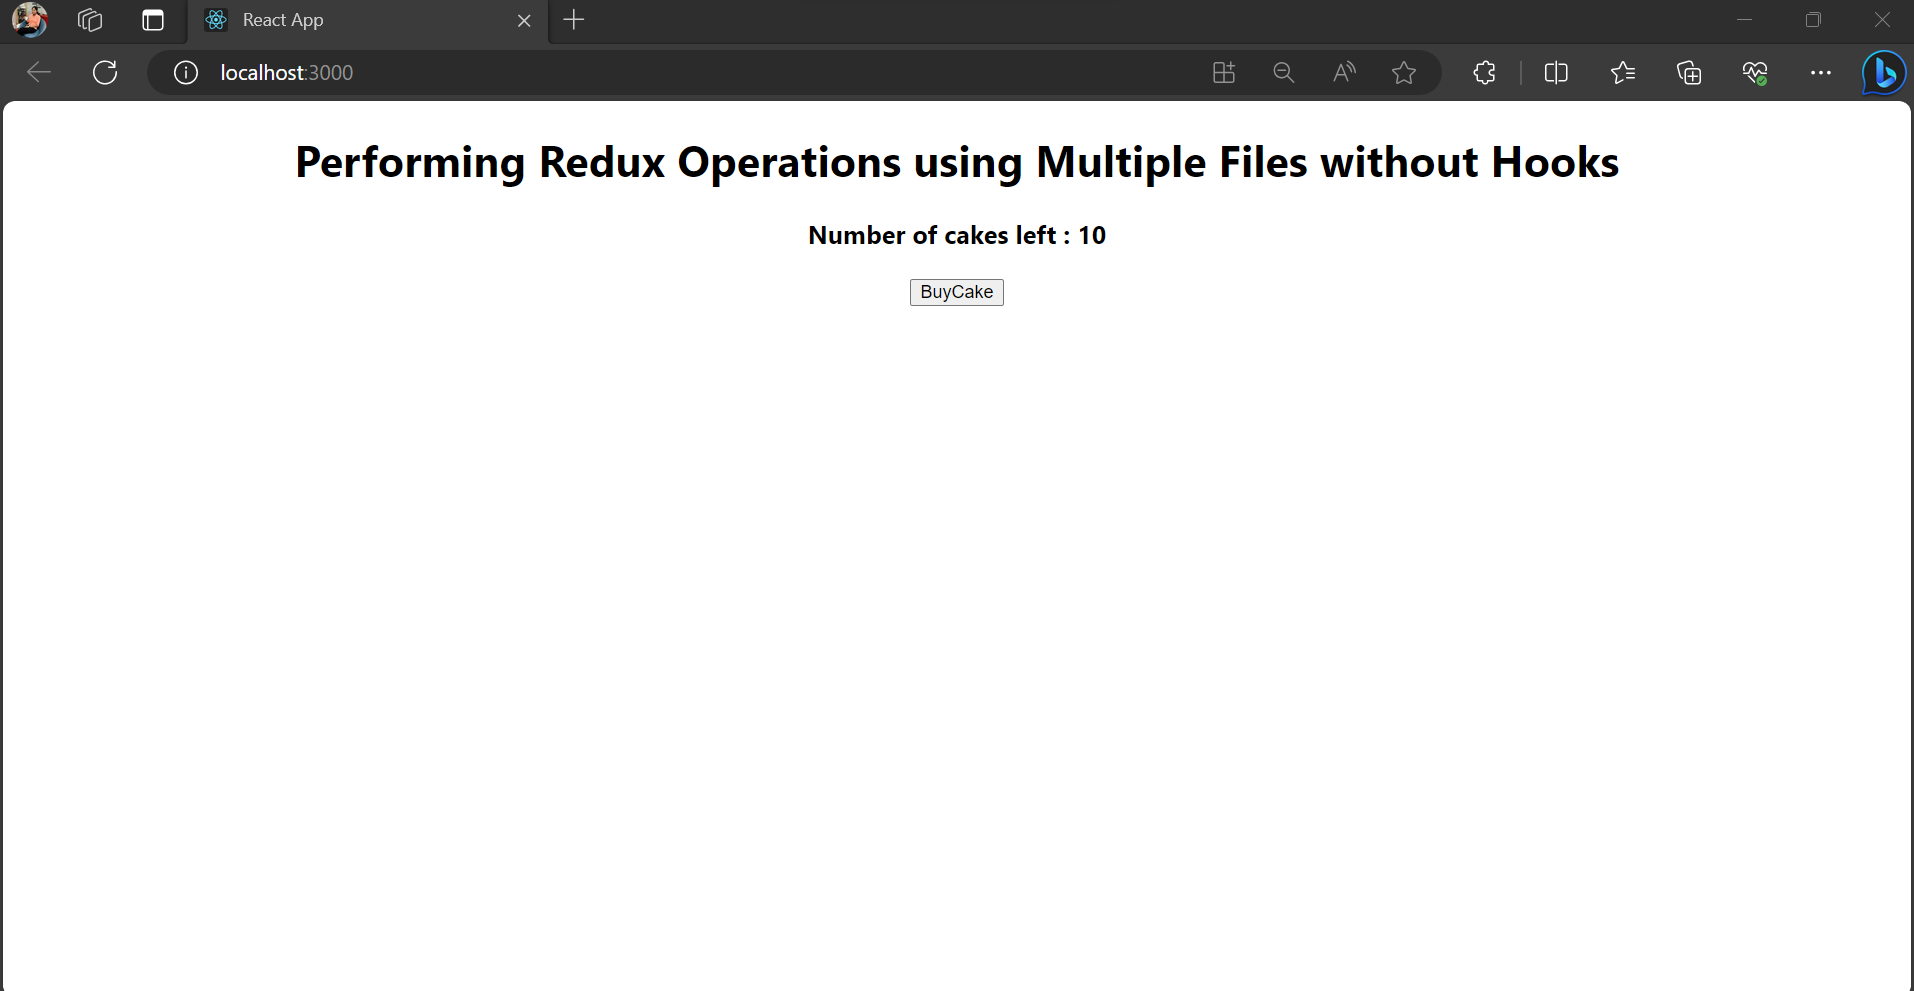 React App
localhost:3000
Performing Redux Operations using Multiple Files without Hooks
Number of cakes left : 10
BuyCake